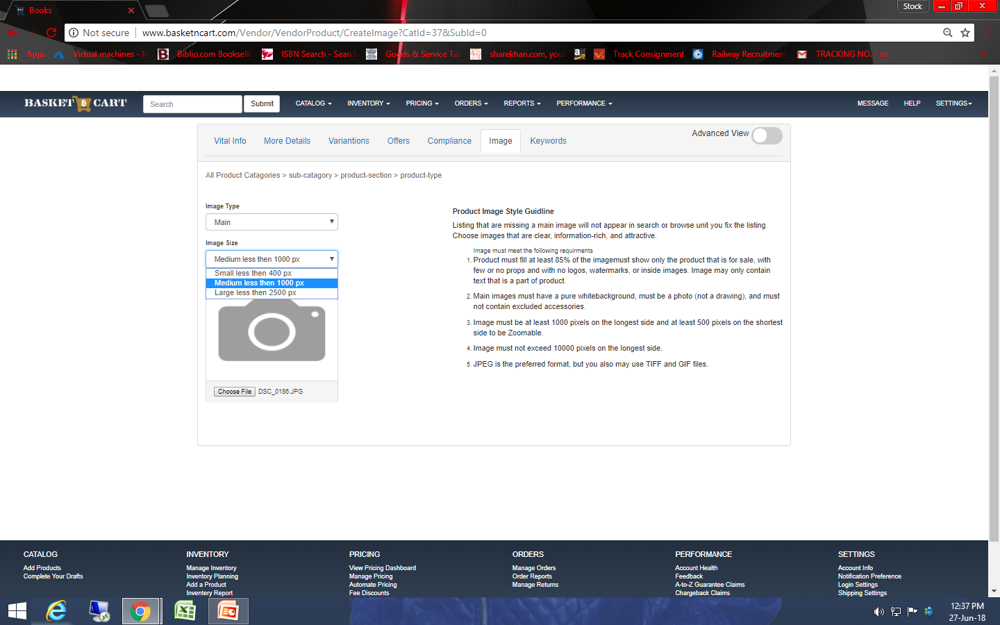 Books
Stock
Not secure
www.basketncart.com/Vendor/VendorProduct/CreateImage?CatId=37&SubId=0
Apps
Virtual machines - M
Biblio.com Bookselle
ISBN Search - Search
Goods & Service Tax
sharekhan.com, your
Track Consignment
Railway Recruitment
TRACKING NO. -
BASKET & CART
Search
Submit
CATALOG
INVENTORY
PRICING
ORDERS
REPORTS
PERFORMANCE
MESSAGE
HELP
SETTINGS
Vital Info
More Details
Variantions
Offers
Compliance
Image
Keywords
Advanced View
All Product Catagories > sub-catagory > product-section > product-type
Image Type
Main
Image Size
Medium less then 1000 px
Small less then 400 px
Medium less then 1000 px
Large less then 2500 px
Choose File DSC_0186.JPG
Product Image Style Guidline
Listing that are missing a main image will not appear in search or browse unit you fix the listing.
Choose images that are clear, information-rich, and attractive.
Image must meet the following requirments
1. Product must fill at least 85% of the imagemust show only the product that is for sale, with
few or no props and with no logos, watermarks, or inside images. Image may only contain
text that is a part of product.
2. Main images must have a pure whitebackground, must be a photo (not a drawing), and must
not contain excluded accessories.
3. Image must be at least 1000 pixels on the longest side and at least 500 pixels on the shortest
side to be Zoomable.
4. Image must not exceed 10000 pixels on the longest side.
5. JPEG is the preferred format, but you also may use TIFF and GIF files.
CATALOG
Add Products
Complete Your Drafts
INVENTORY
Manage Inventory
Inventory Planning
Add a Product
Inventory Report
PRICING
View Pricing Dashboard
Manage Pricing
Automate Pricing
Fee Discounts
ORDERS
Manage Orders
Order Reports
Manage Returns
PERFORMANCE
Account Health
Feedback
A-to-Z Guarantee Claims
Chargeback Claims
SETTINGS
Account Info
Notification Preference
Login Settings
Shipping Settings
12:37 PM
27-Jun-18